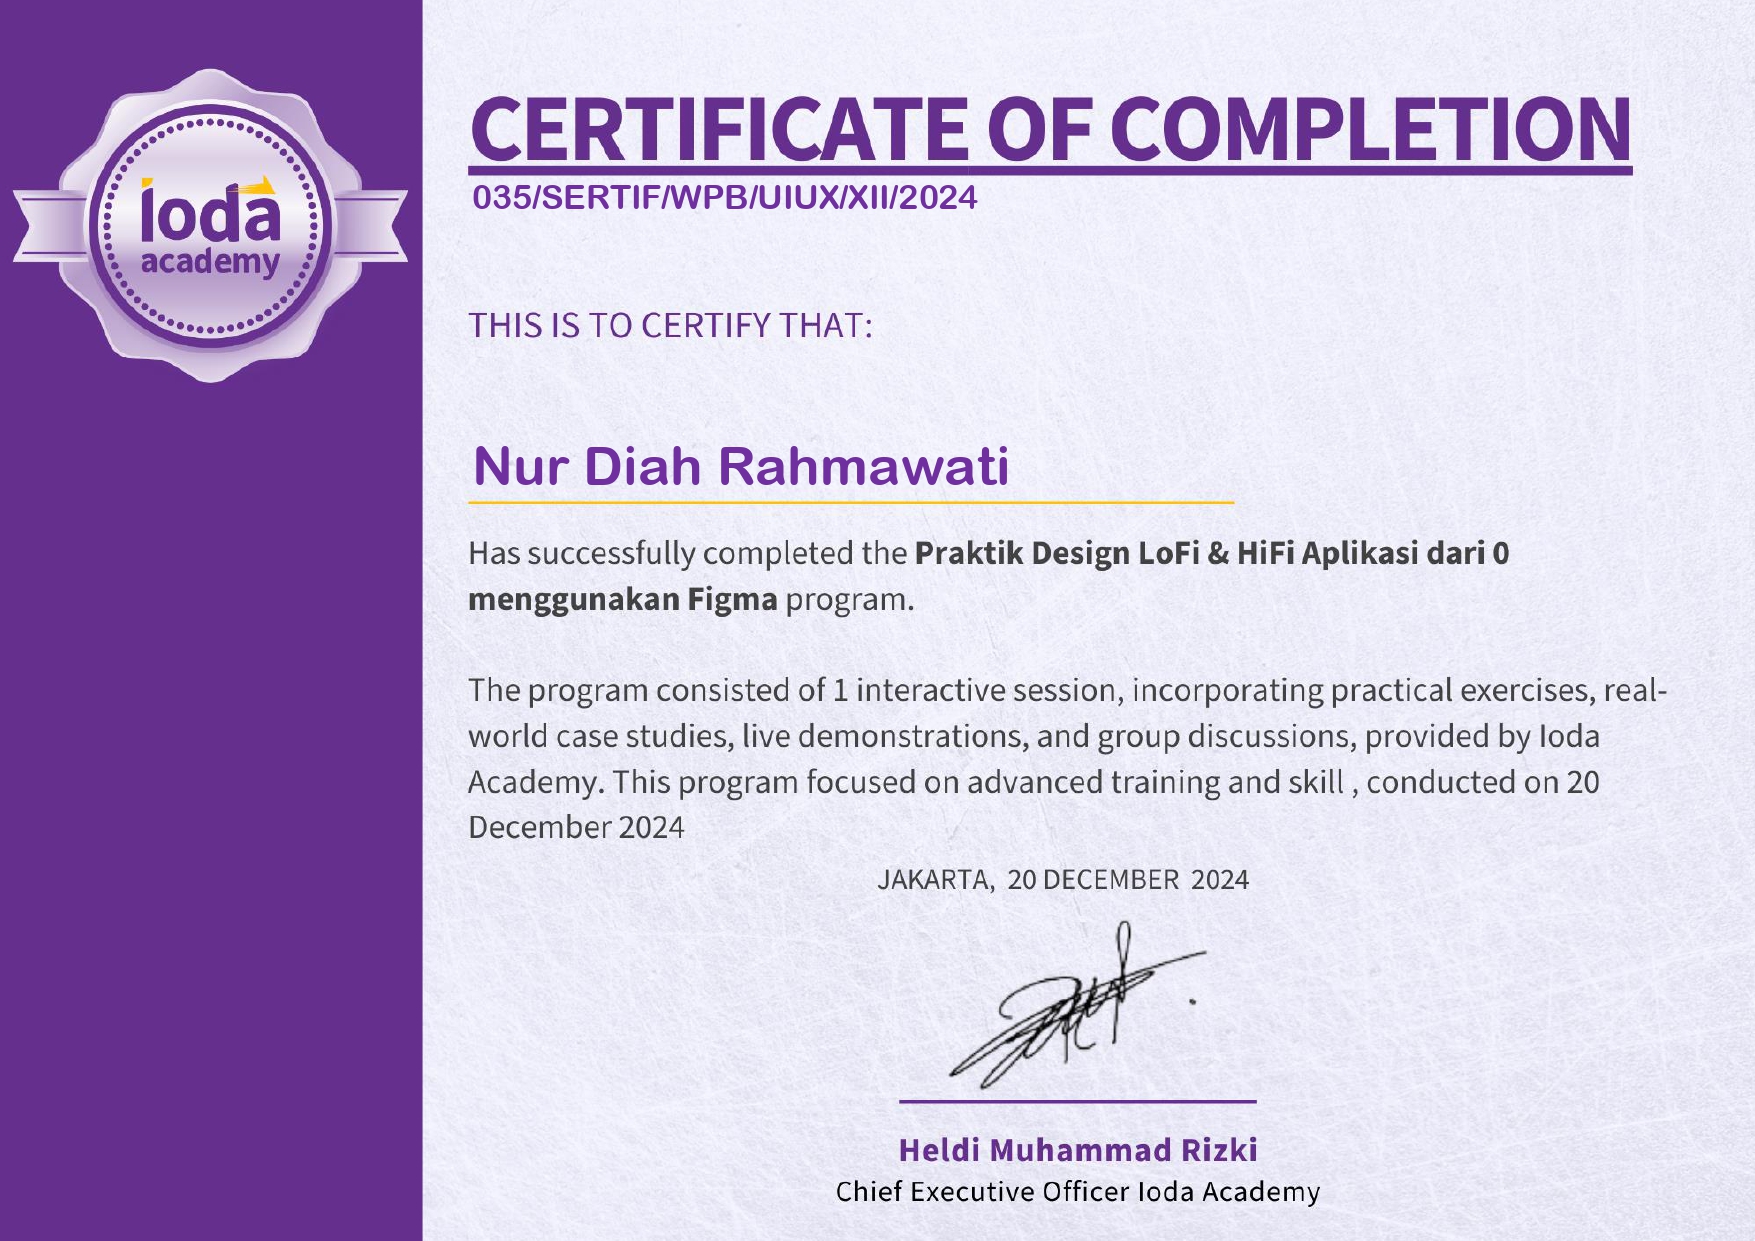 ioda
academy
CERTIFICATE OF COMPLETION
035/SERTIF/WPB/UIUX/XII/2024
THIS IS TO CERTIFY THAT:
Nur Diah Rahmawati
Has successfully completed the Praktik Design LoFi & HiFi Aplikasi dari 0
menggunakan Figma program.
The program consisted of 1 interactive session, incorporating practical exercises, real-
world case studies, live demonstrations, and group discussions, provided by Ioda
Academy. This program focused on advanced training and skill , conducted on 20
December 2024
JAKARTA, 20 DECEMBER 2024
Heldi Muhammad Rizki
Chief Executive Officer Ioda Academy